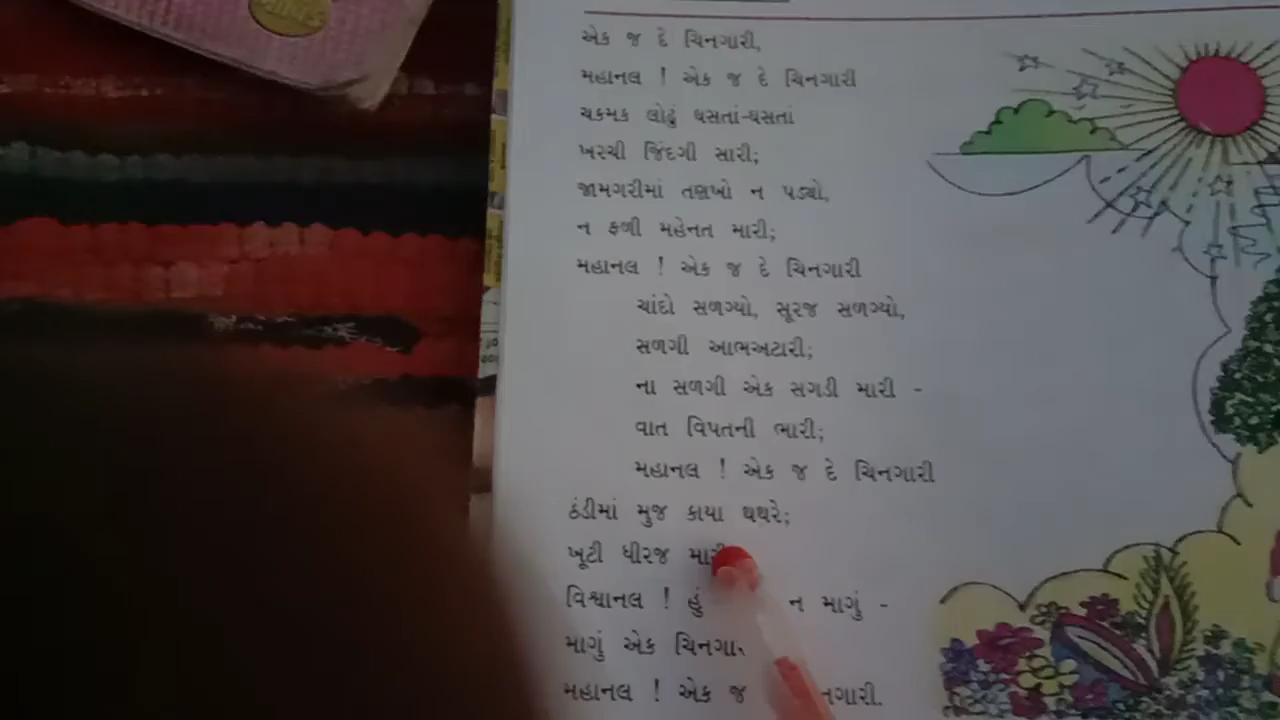 એક જ દે ચિનગારી,
મહાનલ ! એક જ દે ચિનગારી
ચકમક લોઢું ઘસતાં-ઘસતાં
ખરચી જિંદગી સારી;
જામગરીમાં તણખો ન પડ્યો,
ન ફળી મહેનત મારી;
મહાનલ ! એક જ દે ચિનગારી
ચાંદો સળગ્યો, સૂરજ સળગ્યો,
સળગી આભઅટારી;
ના સળગી એક સગડી મારી -
વાત વિપતની ભારી;
મહાનલ ! એક જ દે ચિનગારી
ઠંડીમાં મુજ કાયા થથરે;
ખૂટી ધીરજ
વિશ્વાનલ ! હું ન માગું -
માગું એક
મહાનલ ! એક જ